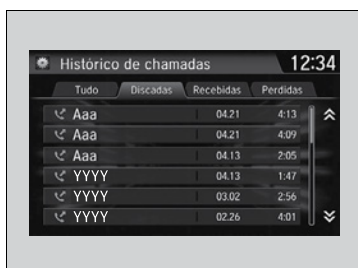 Histórico de chamadas 12:34
Tudo Discadas Recebidas Perdidas
Aaa 04.21 4:13
Aaa 04.21 4:09
Aaa 04.13 2:05
YYYY 04.13 1:47
YYYY 03.02 2:56
YYYY 02.26 4:01